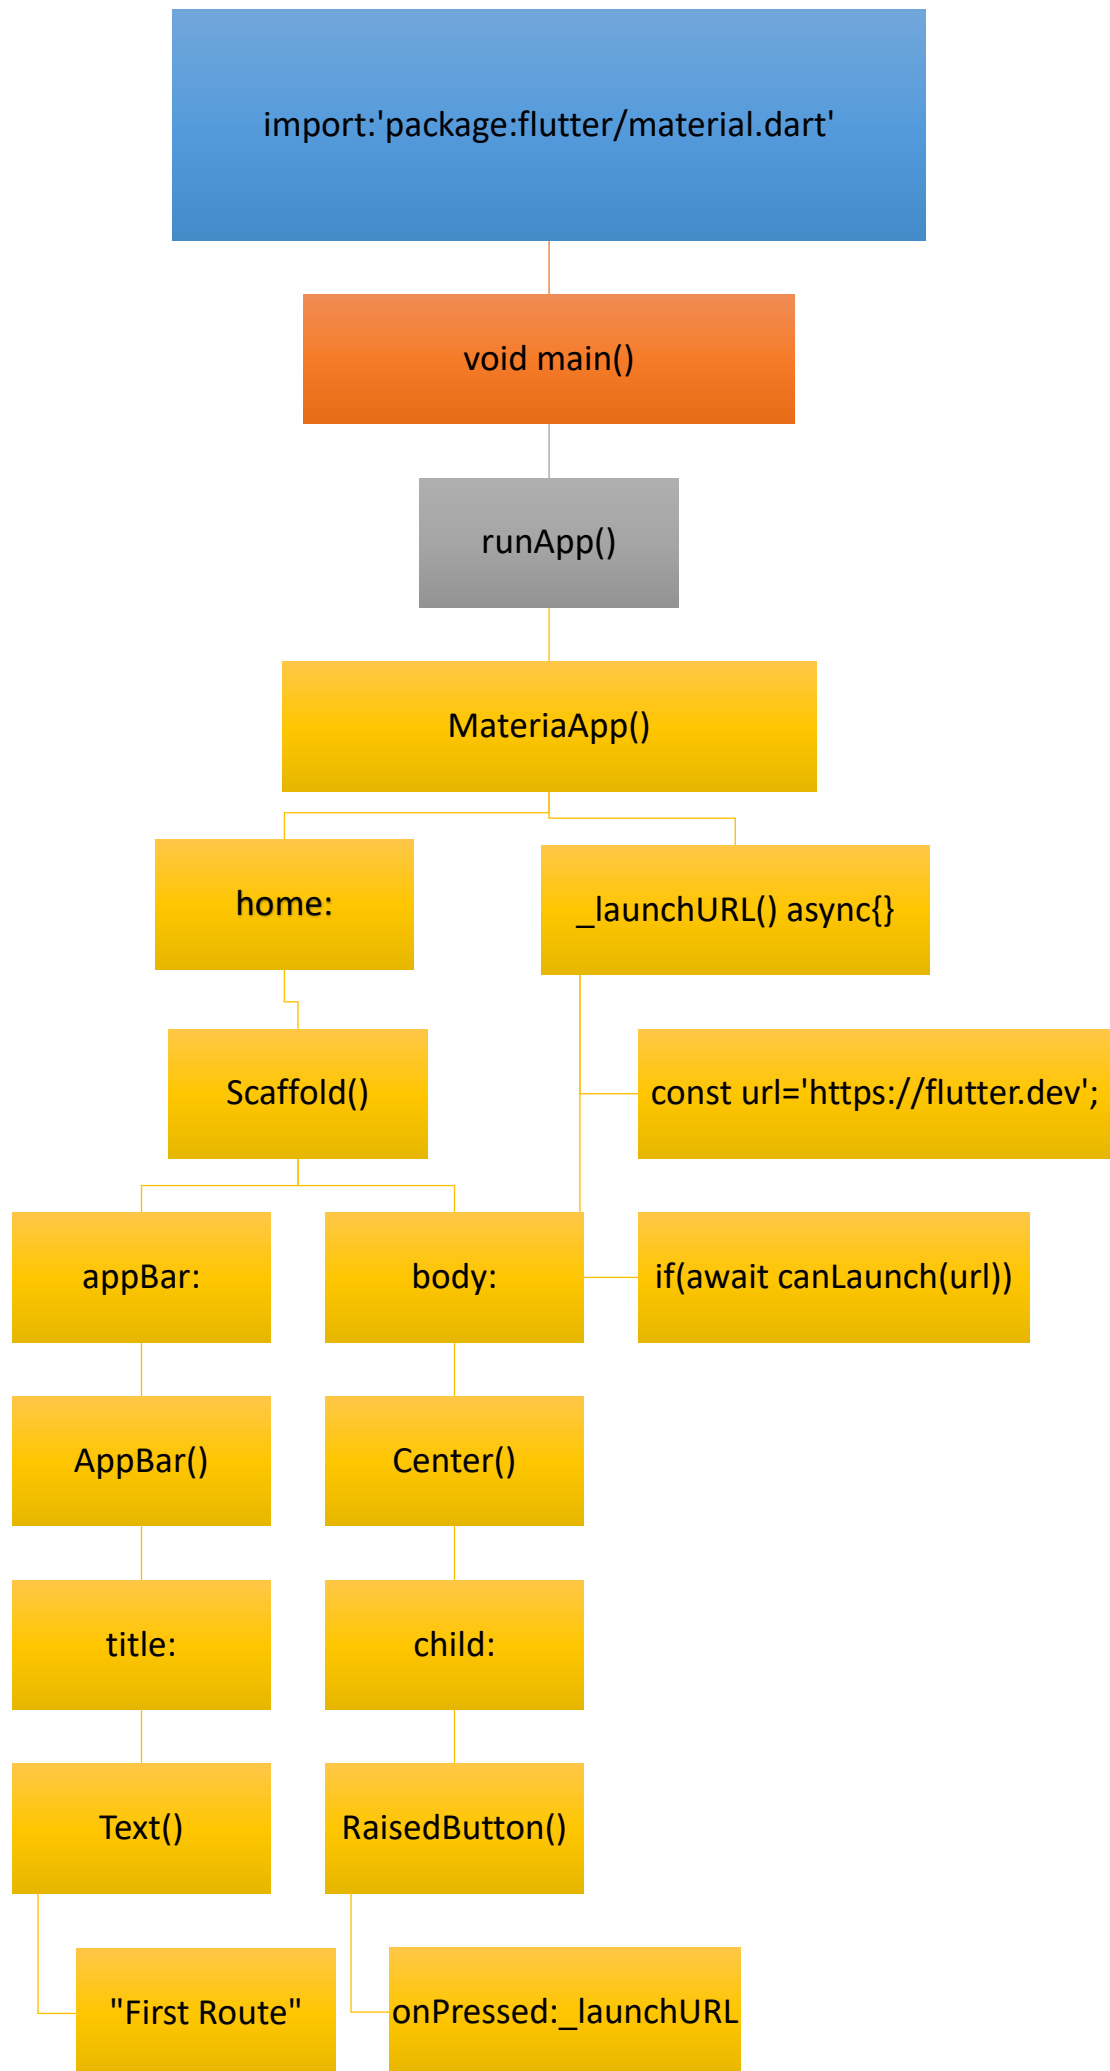 import:'package:flutter/material.dart'
void main()
runApp()
MateriaApp()
home:
_launchURL() async{}
Scaffold()
const url='https://flutter.dev';
appBar:
body:
if(await canLaunch(url))
AppBar()
Center()
title:
child:
Text()
RaisedButton()
"First Route"
onPressed:_launchURL